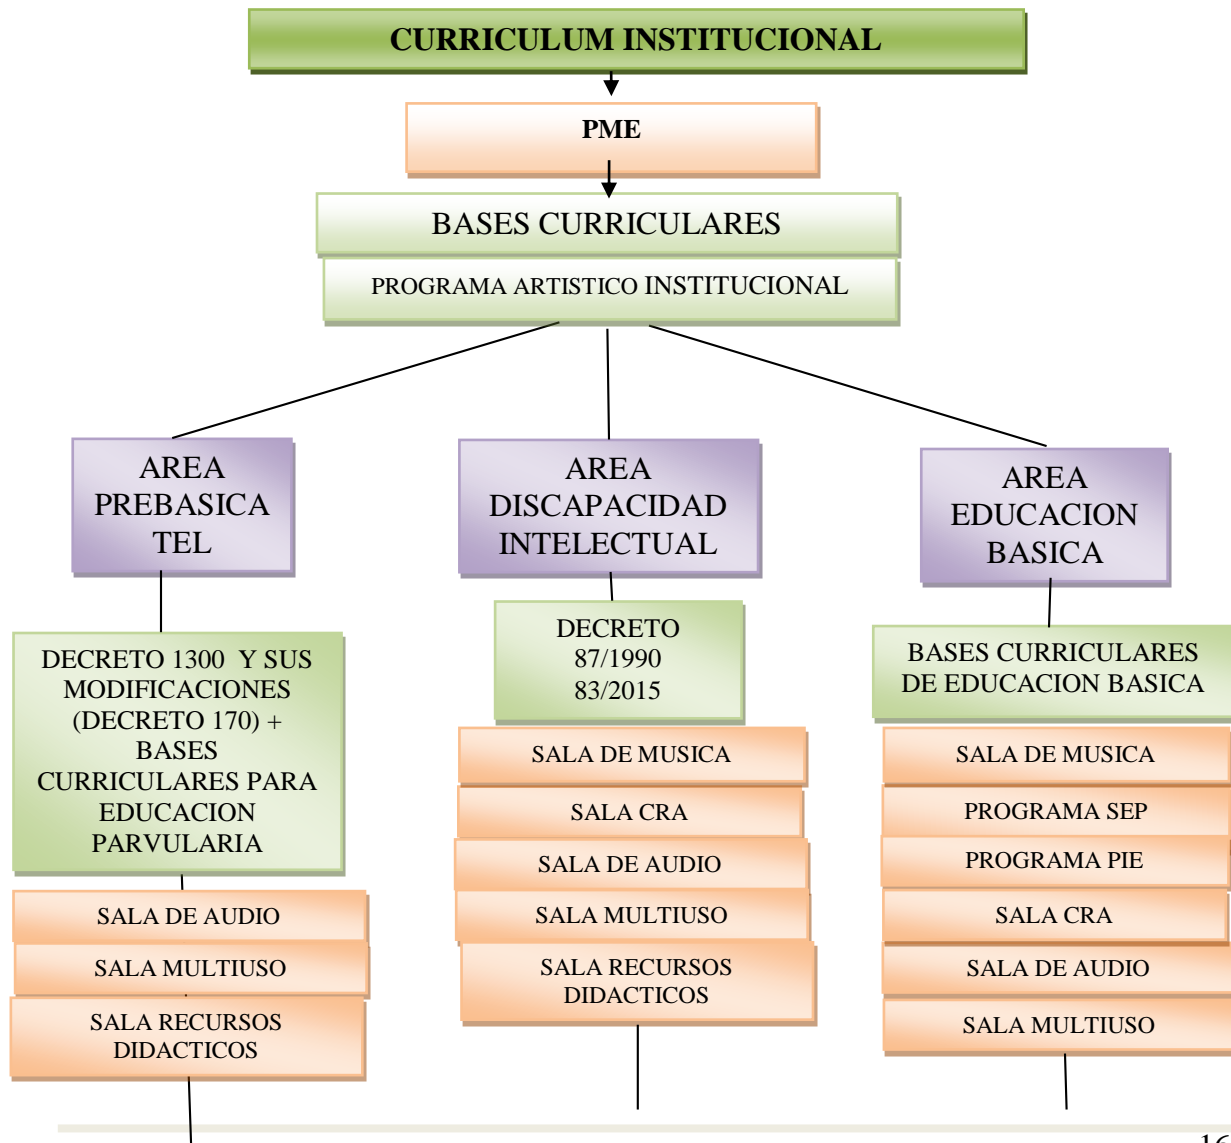 CURRICULUM INSTITUCIONAL
PME
BASES CURRICULARES
PROGRAMA ARTISTICO INSTITUCIONAL
AREA
PREBASICA
TEL
DECRETO 1300 Y SUS
MODIFICACIONES
(DECRETO 170) +
BASES
CURRICULARES PARA
EDUCACION
PARVULARIA
SALA DE AUDIO
SALA MULTIUSO
SALA RECURSOS
DIDACTICOS
AREA
DISCAPACIDAD
INTELECTUAL
DECRETO
87/1990
83/2015
SALA DE MUSICA
SALA CRA
SALA DE AUDIO
SALA MULTIUSO
SALA RECURSOS
DIDACTICOS
AREA
EDUCACION
BASICA
BASES CURRICULARES
DE EDUCACION BASICA
SALA DE MUSICA
PROGRAMA SEP
PROGRAMA PIE
SALA CRA
SALA DE AUDIO
SALA MULTIUSO